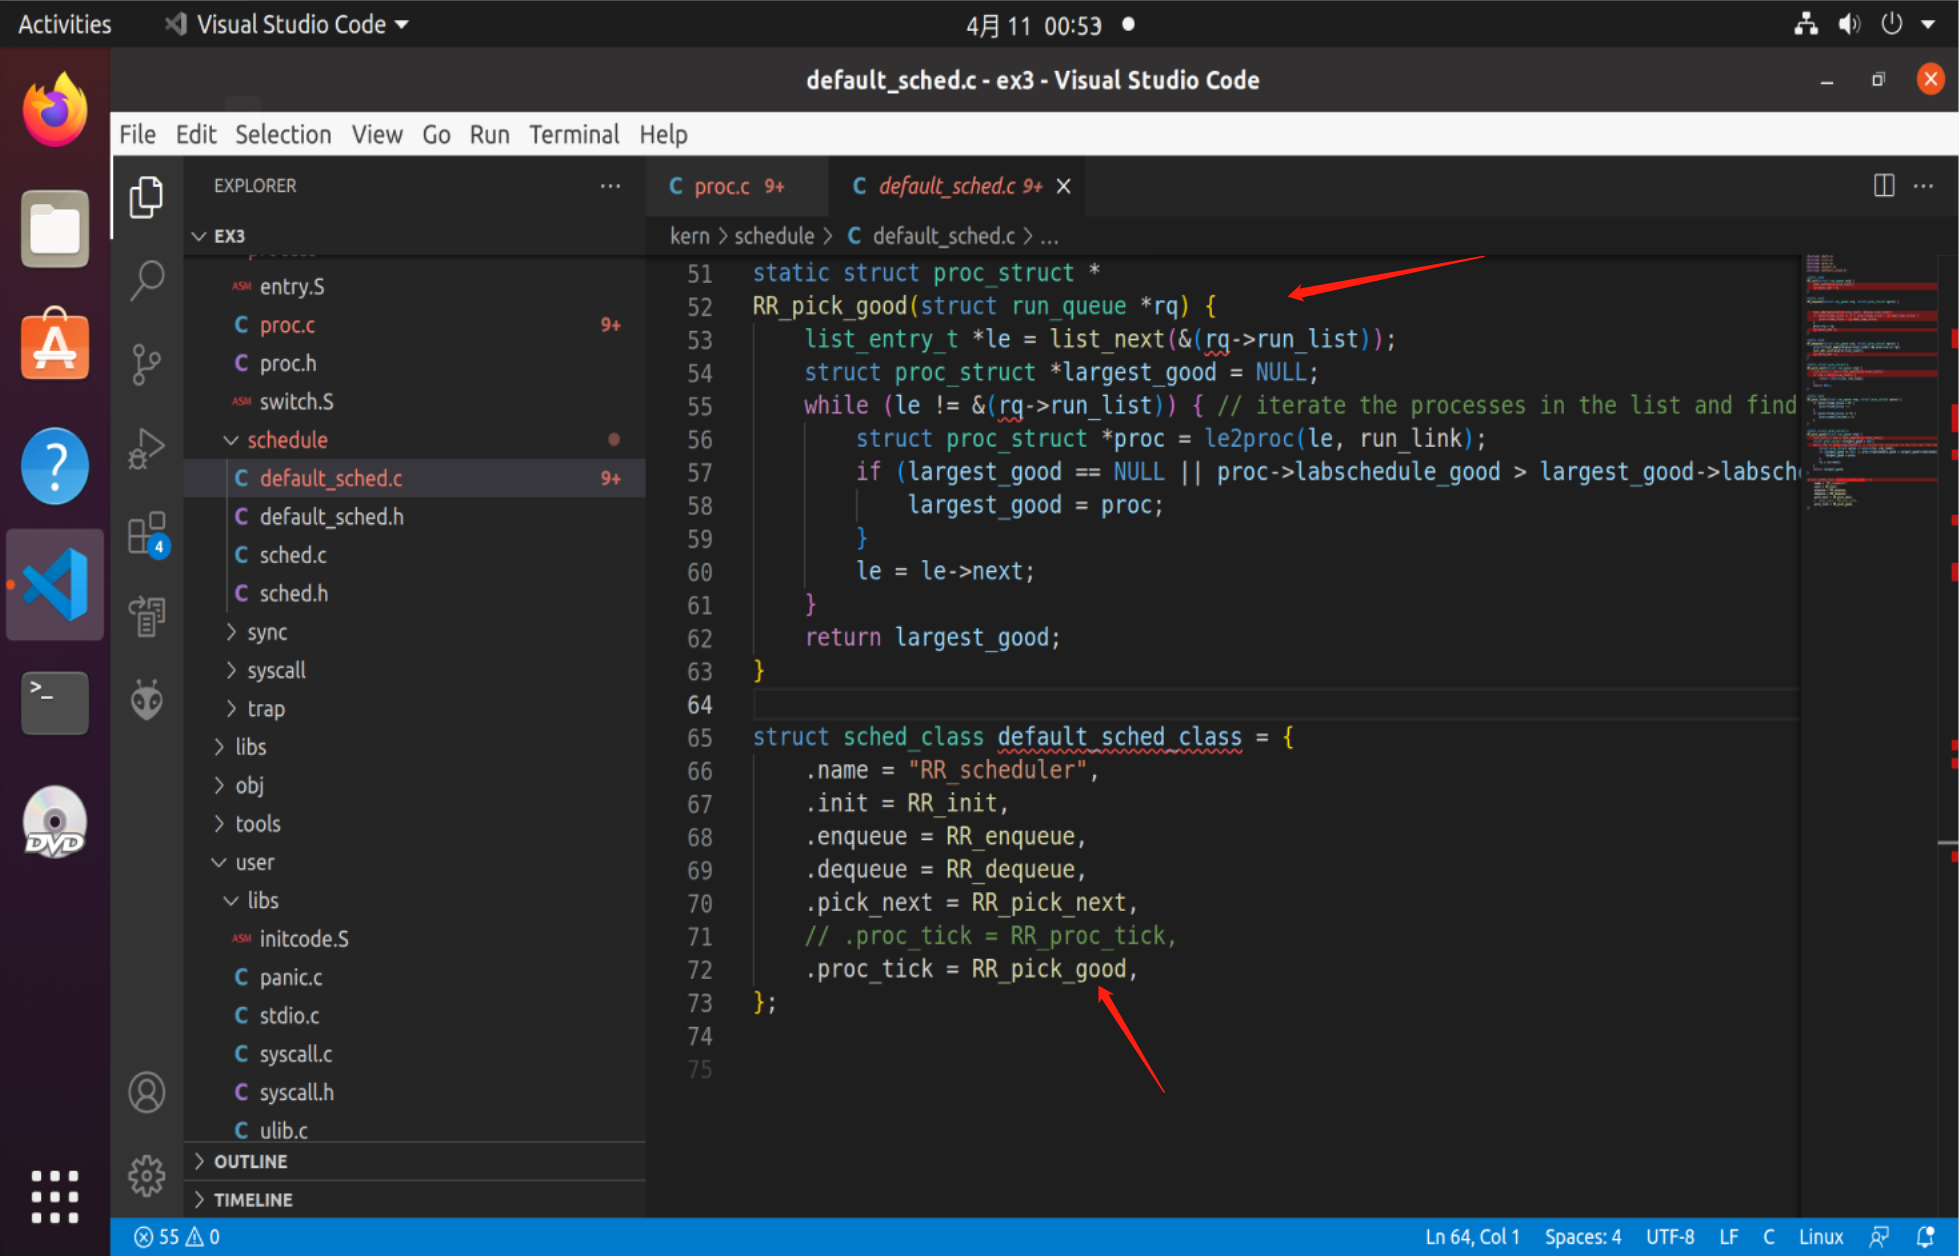 Activities
Visual Studio Code
4月 11 00:53
default_sched.c - ex3 - Visual Studio Code
File Edit Selection View Go Run Terminal Help
EXPLORER
EX3
entry.S
proc.c 9+
proc.h
switch.S
schedule
default_sched.c 9+
default_sched.h
sched.c
sched.h
sync
syscall
trap
libs
obj
tools
user
libs
initcode.S
panic.c
stdio.c
syscall.c
syscall.h
ulib.c
OUTLINE
TIMELINE
4
DVD
C proc.c 9+
C default_sched.c 9+
kern > schedule > C default_sched.c > ...
51 static struct proc_struct *
52 RR_pick_good(struct run_queue *rq) {
53 list_entry_t *le = list_next(&(rq->run_list));
54 struct proc_struct *largest_good = NULL;
55 while (le != &(rq->run_list)) { // iterate the processes in the list and find
56 struct proc_struct *proc = le2proc(le, run_link);
57 if (largest_good == NULL || proc->labschedule_good > largest_good->labsch
58 largest_good = proc;
59 }
60 le = le->next;
61 }
62 return largest_good;
63 }
64
65 struct sched_class default_sched_class = {
66 .name = "RR_scheduler",
67 .init = RR_init,
68 .enqueue = RR_enqueue,
69 .dequeue = RR_dequeue,
70 .pick_next = RR_pick_next,
71 // .proc_tick = RR_proc_tick,
72 .proc_tick = RR_pick_good,
73 };
74
75
55 0
Ln 64, Col 1 Spaces: 4 UTF-8 LF C Linux